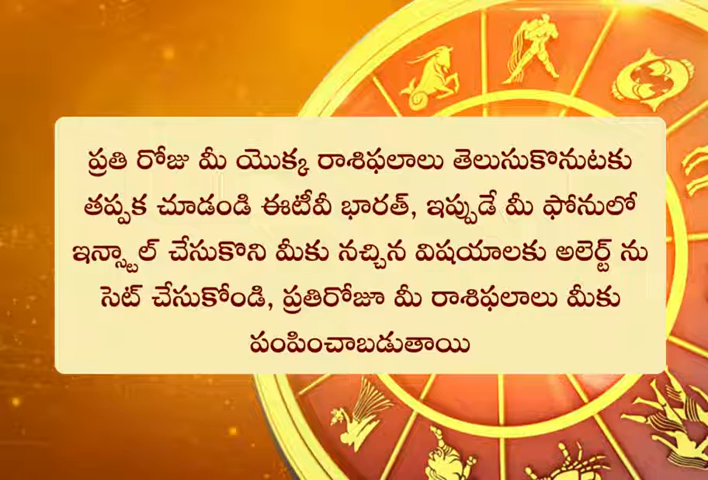 ప్రతి రోజు మీ యొక్క రాశిఫలాలు తెలుసుకొనుటకు
తప్పక చూడండి ఈటీవీ భారత్, ఇప్పుడే మీ ఫోనులో
ఇన్స్టాల్ చేసుకొని మీకు నచ్చిన విషయాలకు అలెర్ట్ ను
సెట్ చేసుకోండి, ప్రతిరోజూ మీ రాశిఫలాలు మీకు
పంపించాబడుతాయి